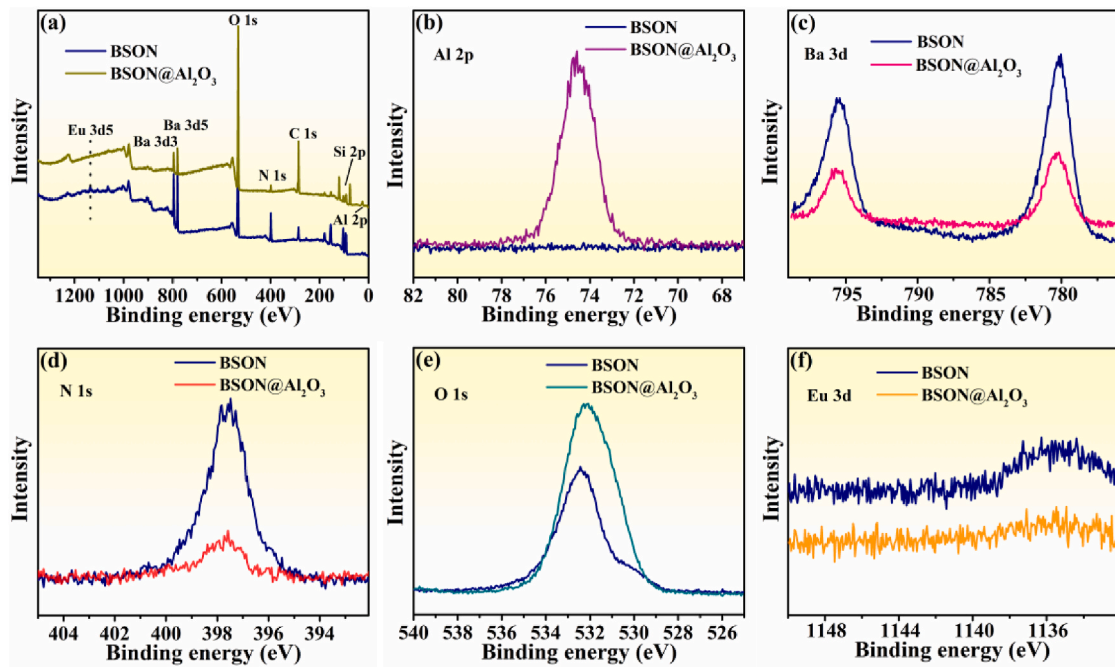 (a)
BSON
BSON@Al₂O₃
O 1s
Eu 3d5
Ba 3d3
Ba 3d5
C 1s
N 1s
Si 2p
Al 2p
Intensity
1200 1000 800 600 400 200 0
Binding energy (eV)
(b)
BSON
BSON@Al₂O₃
Al 2p
Intensity
82 80 78 76 74 72 70 68
Binding energy (eV)
(c)
BSON
BSON@Al₂O₃
Ba 3d
Intensity
795 790 785 780
Binding energy (eV)
(d)
BSON
BSON@Al₂O₃
N 1s
Intensity
404 402 400 398 396 394
Binding energy (eV)
(e)
BSON
BSON@Al₂O₃
O 1s
Intensity
540 538 536 534 532 530 528 526
Binding energy (eV)
(f)
BSON
BSON@Al₂O₃
Eu 3d
Intensity
1148 1144 1140 1136
Binding energy (eV)